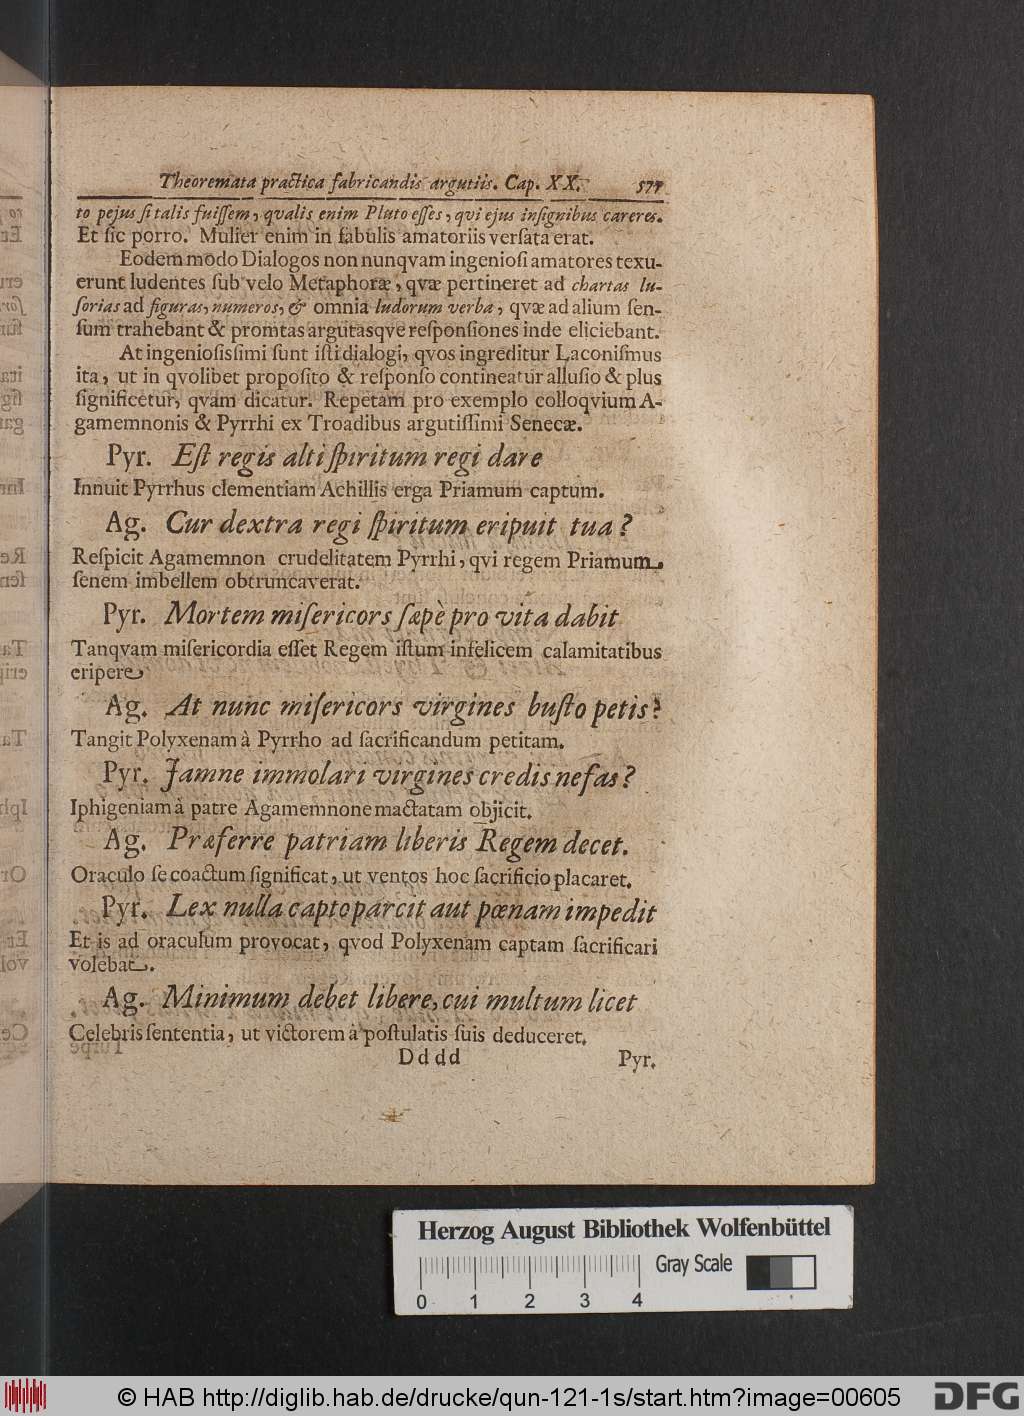 Theoremata practica fabricandis argutiis. Cap. XX. 577
to pejus ſi talis fuiſſem, qvalis enim Pluto eſſes, qvi ejus inſignibus careres.
Et ſic porro. Mulier enim in fabulis amatoriis verſata erat.
Eodem modo Dialogos non nunqvam ingenioſi amatores texu-
erunt ludentes ſub velo Metaphoræ, qvæ pertineret ad chartas lu-
ſorias ad figuras, numeros, & omnia ludorum verba, qvæ ad alium ſen-
ſum trahebant & promtas argutasqve reſponſiones inde eliciebant.
At ingenioſisſimi ſunt iſti dialogi, qvos ingreditur Laconiſmus
ita, ut in qvolibet propoſito & reſponſo contineatur alluſio & plus
ſignificetur, qvam dicatur. Repetam pro exemplo colloqvium A-
gamemnonis & Pyrrhi ex Troadibus argutiſſimi Senecæ.
Pyr. Eſt regis alti ſpiritum regi dare
Innuit Pyrrhus clementiam Achillis erga Priamum captum.
Ag. Cur dextra regi ſpiritum eripuit tua?
Reſpicit Agamemnon crudelitatem Pyrrhi, qvi regem Priamum.
ſenem imbellem obtruncaverat.
Pyr. Mortem miſericors ſæpè pro vita dabit
Tanqvam miſericordia eſſet Regem iſtum infelicem calamitatibus
eripere
Ag. At nunc miſericors virgines buſto petis?
Tangit Polyxenam à Pyrrho ad ſacrificandum petitam.
Pyr. Jamne immolari virgines credis nefas?
Iphigeniam à patre Agamemnone mactatam objicit.
Ag. Præferre patriam liberis Regem decet.
Oraculo ſe coactum ſignificat, ut ventos hoc ſacrificio placaret.
Pyr. Lex nulla capto parcit aut pœnam impedit
Et is ad oraculum provocat, qvod Polyxenam captam ſacrificari
volebat.
Ag. Minimum debet libere, cui multum licet
Celebris ſententia, ut victorem à poſtulatis ſuis deduceret.
Dddd Pyr.
Herzog August Bibliothek Wolfenbüttel
Gray Scale
0 1 2 3 4
© HAB http://diglib.hab.de/drucke/qun-121-1s/start.htm?image=00605
DFG